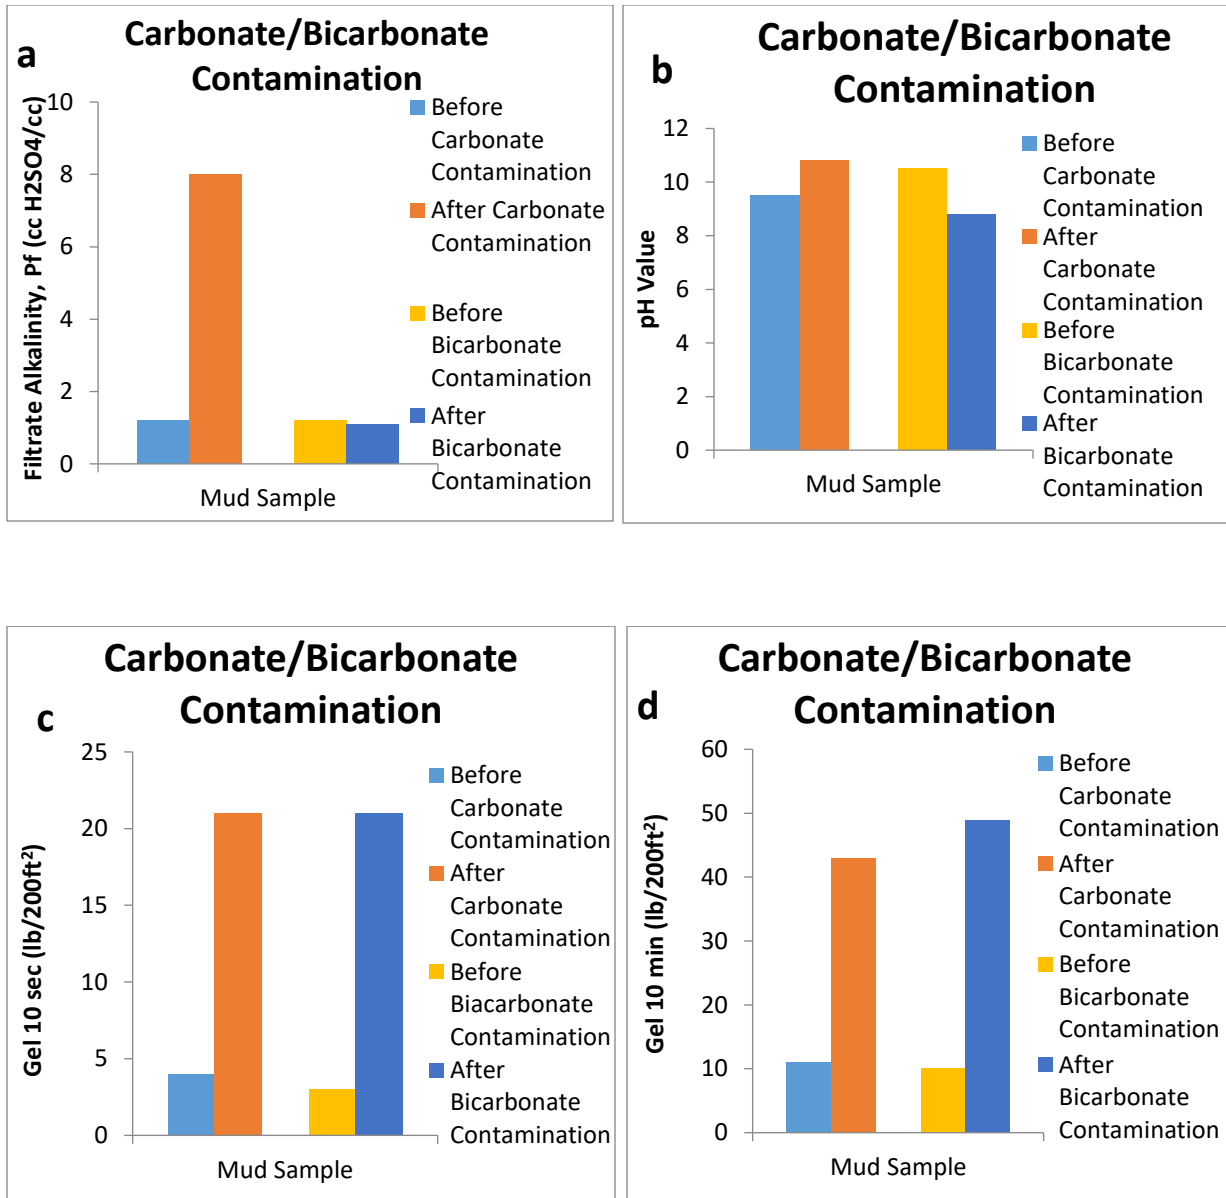 a
Carbonate/Bicarbonate
Contamination
Filtrate Alkalinity, Pf (cc H2SO4/cc)
10
8
6
4
2
0
Mud Sample
Before
Carbonate
Contamination
After Carbonate
Contamination
Before
Bicarbonate
Contamination
After
Bicarbonate
Contamination
b
Carbonate/Bicarbonate
Contamination
pH Value
12
10
8
6
4
2
0
Mud Sample
Before
Carbonate
Contamination
After
Carbonate
Contamination
Before
Bicarbonate
Contamination
After
Bicarbonate
Contamination
c
Carbonate/Bicarbonate
Contamination
Gel 10 sec (lb/200ft²)
25
20
15
10
5
0
Mud Sample
Before
Carbonate
Contamination
After
Carbonate
Contamination
Before
Biacarbonate
Contamination
After
Bicarbonate
Contamination
d
Carbonate/Bicarbonate
Contamination
Gel 10 min (lb/200ft²)
60
50
40
30
20
10
0
Mud Sample
Before
Carbonate
Contamination
After
Carbonate
Contamination
Before
Bicarbonate
Contamination
After
Bicarbonate
Contamination